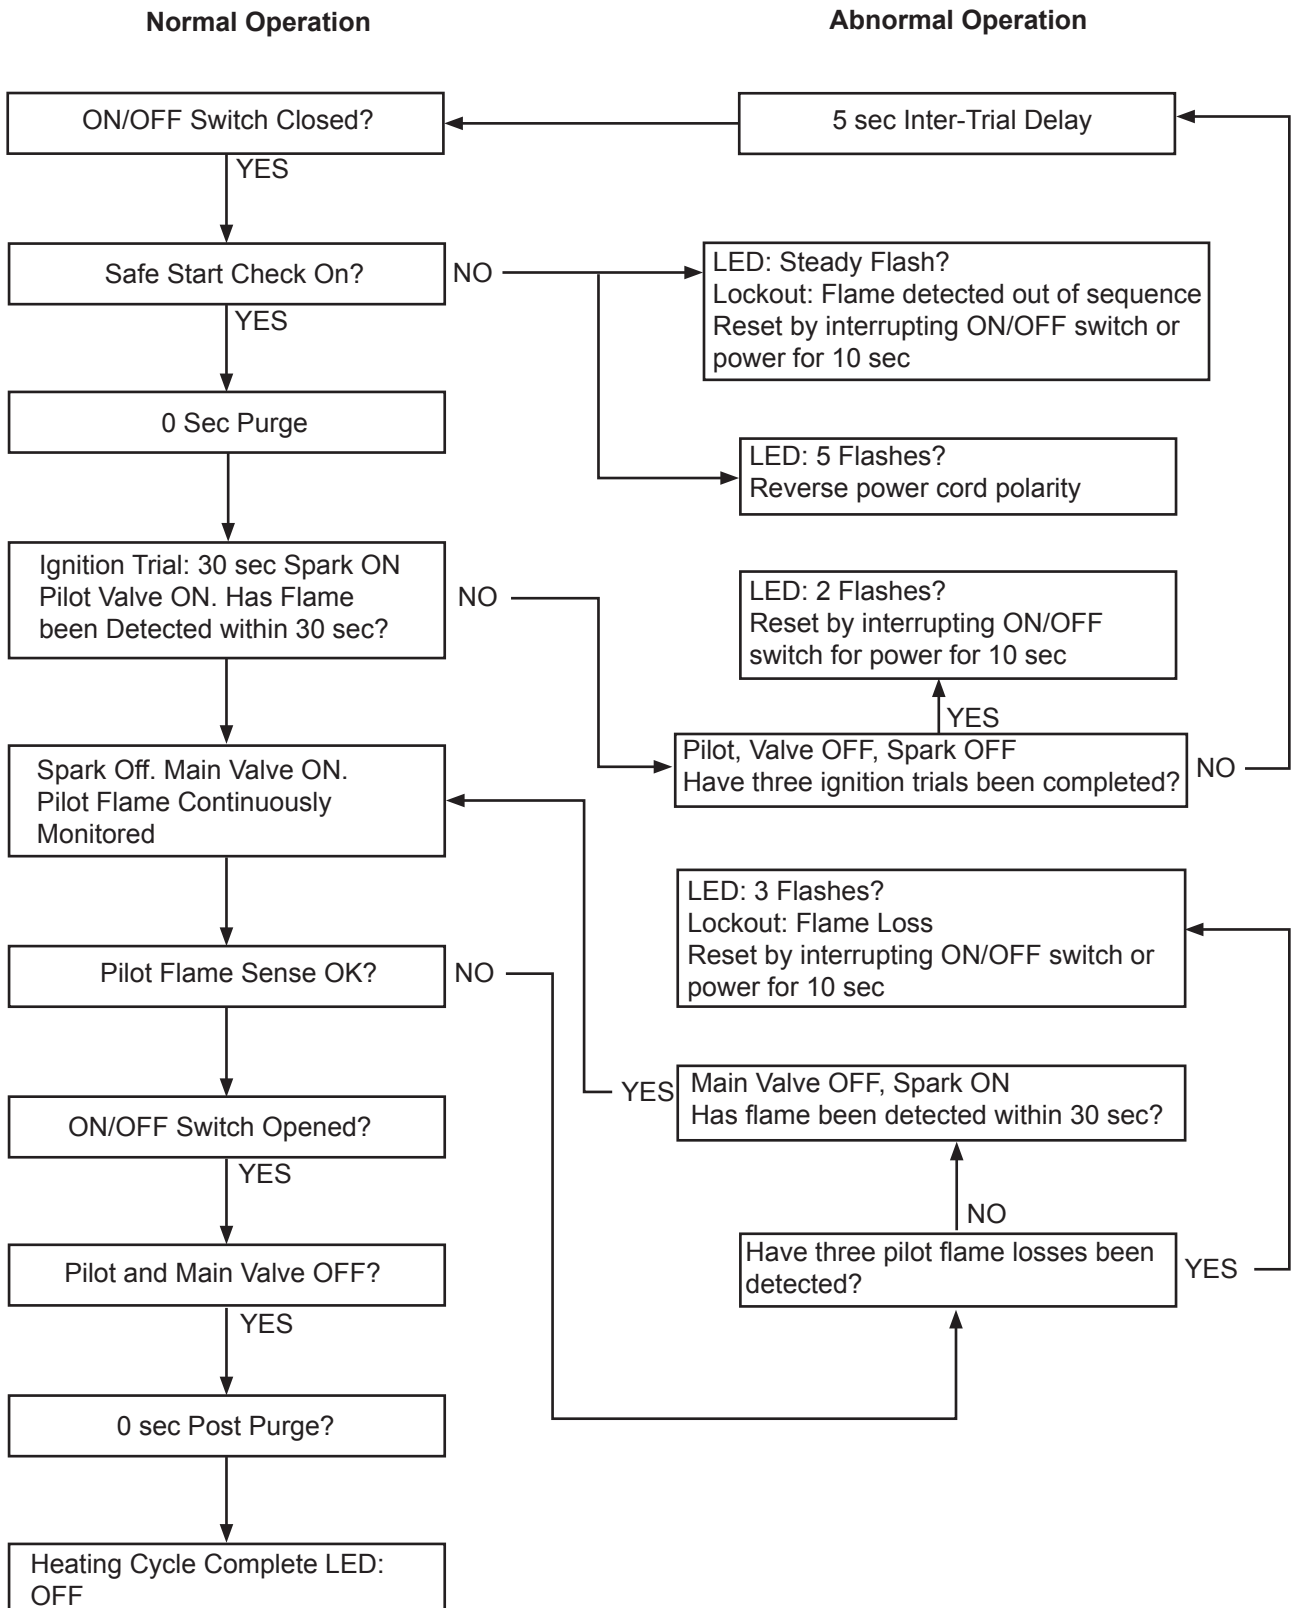 Normal Operation
Abnormal Operation
ON/OFF Switch Closed?
5 sec Inter-Trial Delay
YES
Safe Start Check On?
NO
LED: Steady Flash?
Lockout: Flame detected out of sequence
Reset by interrupting ON/OFF switch or
power for 10 sec
YES
0 Sec Purge
LED: 5 Flashes?
Reverse power cord polarity
Ignition Trial: 30 sec Spark ON
Pilot Valve ON. Has Flame
been Detected within 30 sec?
NO
LED: 2 Flashes?
Reset by interrupting ON/OFF
switch for power for 10 sec
YES
Pilot, Valve OFF, Spark OFF
Have three ignition trials been completed?
NO
Spark Off. Main Valve ON.
Pilot Flame Continuously
Monitored
LED: 3 Flashes?
Lockout: Flame Loss
Reset by interrupting ON/OFF switch or
power for 10 sec
Pilot Flame Sense OK?
NO
YES
Main Valve OFF, Spark ON
Has flame been detected within 30 sec?
ON/OFF Switch Opened?
YES
NO
Have three pilot flame losses been
detected?
YES
Pilot and Main Valve OFF?
YES
0 sec Post Purge?
Heating Cycle Complete LED:
OFF